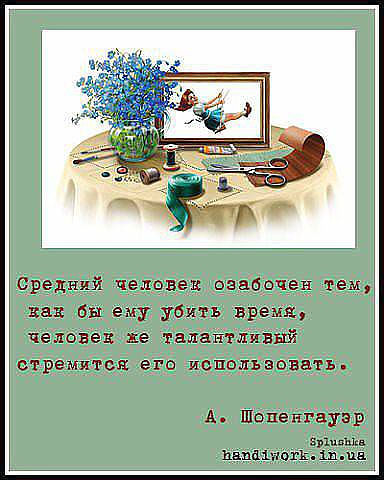 Средний человек озабочен тем,
как бы ему убить время,
человек же талантливый
стремится его использовать.
А. Шопенгауэр
Splushka
handiwork.in.ua